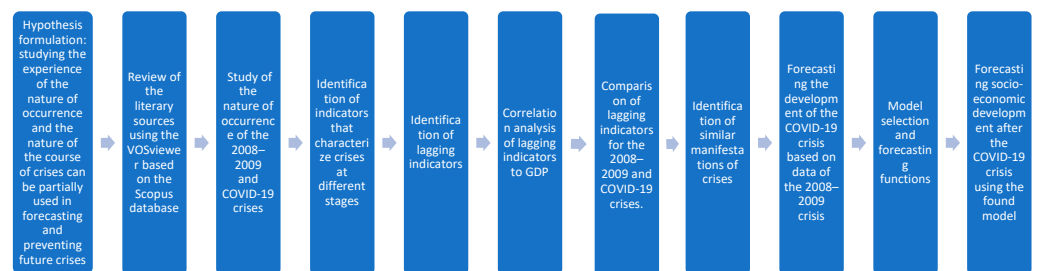 Hypothesis
formulation:
studying the
experience
of the
nature of
occurrence
and the
nature of
the course
of crises can
be partially
used in
forecasting
and
preventing
future crises
Review of
the
literary
sources
using the
VOSviewe
r based
on the
Scopus
database
Study of
the
nature of
occurrenc
e of the
2008–
2009 and
COVID-19
crises
Identifica
tion of
indicators
that
characteri
ze crises
at
different
stages
Identifica
tion of
lagging
indicators
Correlatio
n analysis
of lagging
indicators
to GDP
Comparis
on of
lagging
indicators
for the
2008–
2009 and
COVID-19
crises.
Identifica
tion of
similar
manifesta
tions of
crises
Forecasti
ng the
developm
ent of the
COVID-19
crisis
based on
data of
the 2008–
2009
crisis
Model
selection
and
forecastin
g
functions
Forecasti
ng socio-
economic
developm
ent after
the
COVID-19
crisis
using the
found
model